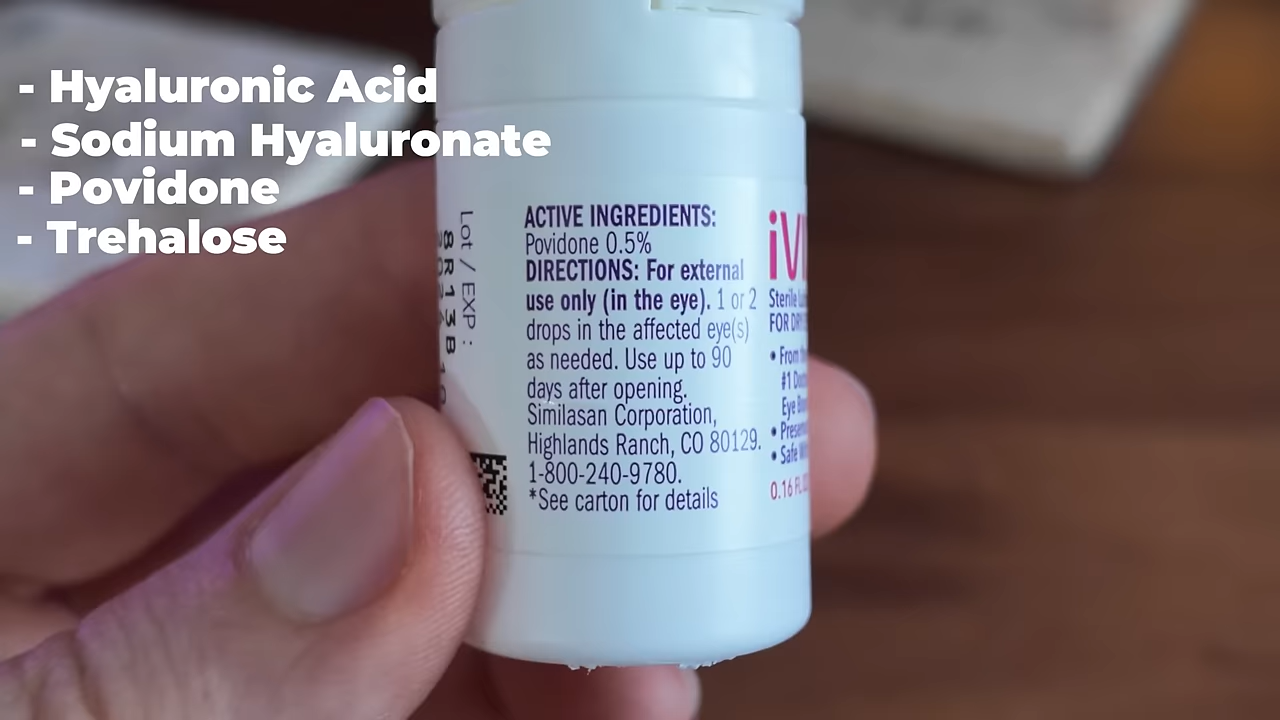 - Hyaluronic Acid
- Sodium Hyaluronate
- Povidone
- Trehalose
Lot / EXP :
8R13B
ACTIVE INGREDIENTS:
Povidone 0.5%
DIRECTIONS: For external
use only (in the eye). 1 or 2
drops in the affected eye(s)
as needed. Use up to 90
days after opening.
Similasan Corporation,
Highlands Ranch, CO 80129.
1-800-240-9780.
*See carton for details
Sterile
FOR
• From
#1
Eye
•
• Safe
0.16 FL